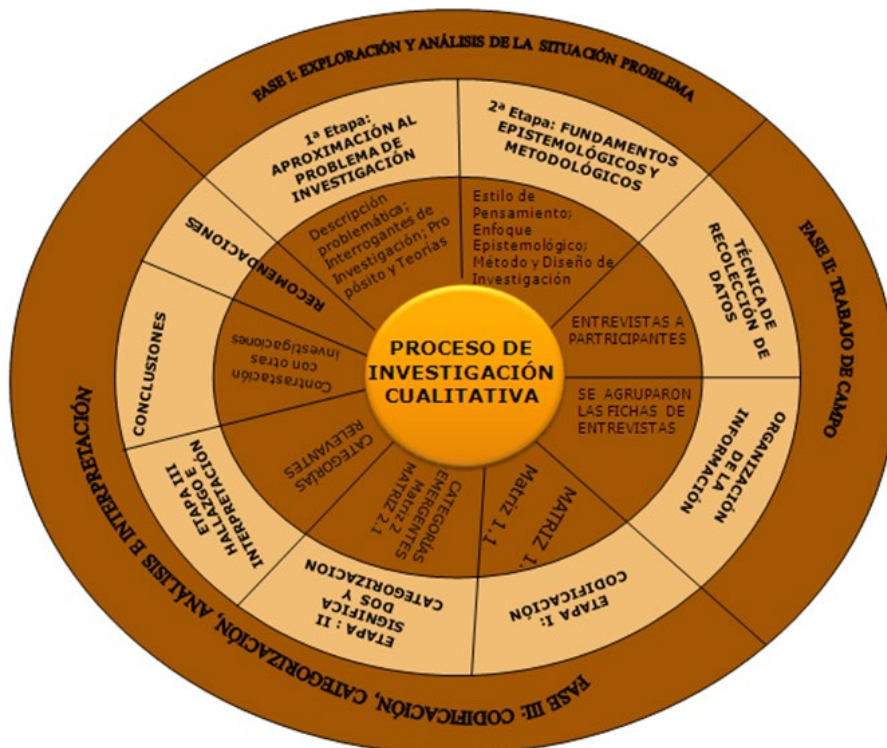 FASE I: EXPLORACIÓN Y ANÁLISIS DE LA SITUACIÓN PROBLEMA
1ª Etapa:
APROXIMACIÓN AL
PROBLEMA DE
INVESTIGACIÓN
2ª Etapa: FUNDAMENTOS
EPISTEMOLÓGICOS Y
METODOLÓGICOS
Descripción
problemática;
Interrogantes de
Investigación; Pro
pósito y Teorías
Estilo de
Pensamiento;
Enfoque
Epistemológico;
Método y Diseño de
Investigación
FASE II: TRABAJO DE CAMPO
TÉCNICA DE
RECOLECCIÓN DE
DATOS
ENTREVISTAS A
PARTRICIPANTES
ORGANIZACIÓN
DE LA
INFORMACIÓN
SE AGRUPARON
LAS FICHAS DE
ENTREVISTAS
FASE III: CODIFICACIÓN, CATEGORIZACIÓN, ANÁLISIS E INTERPRETACIÓN
ETAPA I:
CODIFICACIÓN
MATRIZ 1.
Matriz 1.1
ETAPA : II
SIGNIFICA
DOS Y
CATEGORIZACION
CATEGORÍAS
EMERGENTES
Matriz 2
MATRIZ 2.1
ETAPA III
HALLAZGO E
INTERPRETACIÓN
CATEGORÍAS
RELEVANTES
CONCLUSIONES
Contrastación
con otras
investigaciones
RECOMENDACIONES
PROCESO DE
INVESTIGACIÓN
CUALITATIVA